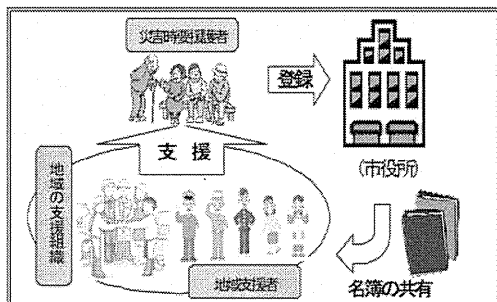 災害時要援護者
登録
(市役所)
支援
地域の支援組織
地域支援者
名簿の共有